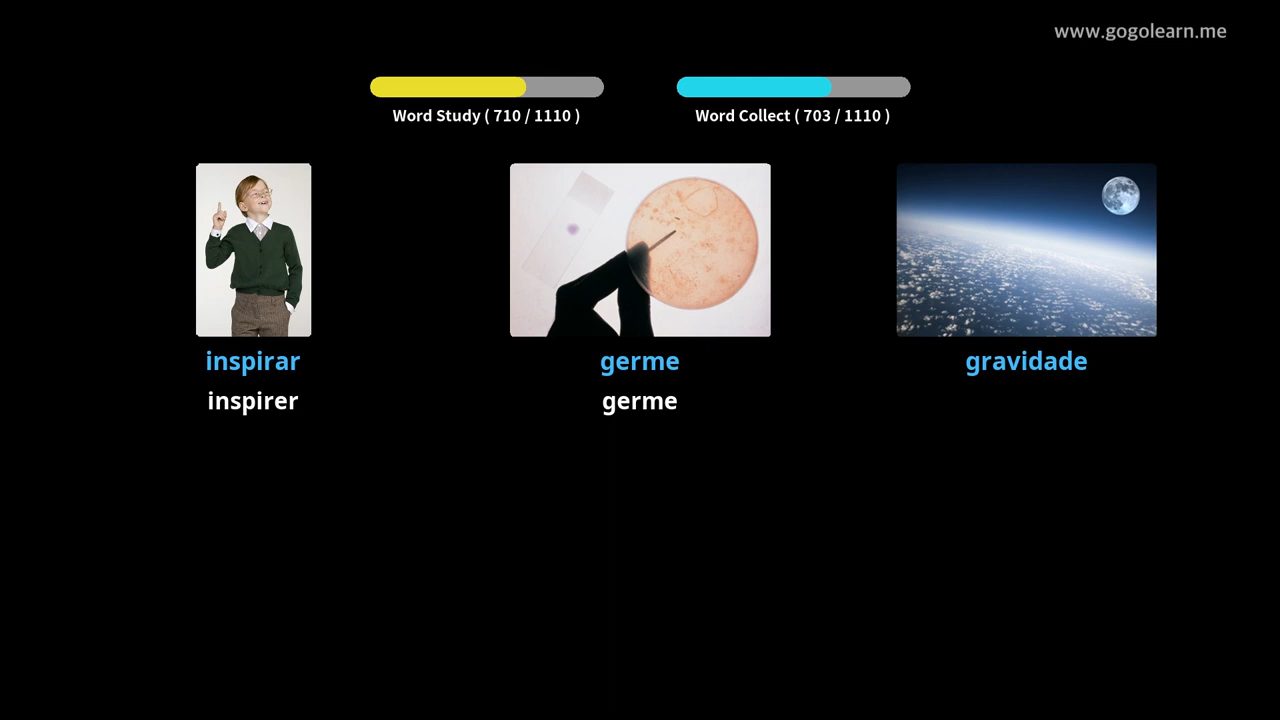 www.gogolearn.me
Word Study ( 710 / 1110 )
Word Collect ( 703 / 1110 )
inspirar
germe
gravidade
inspirer
germe